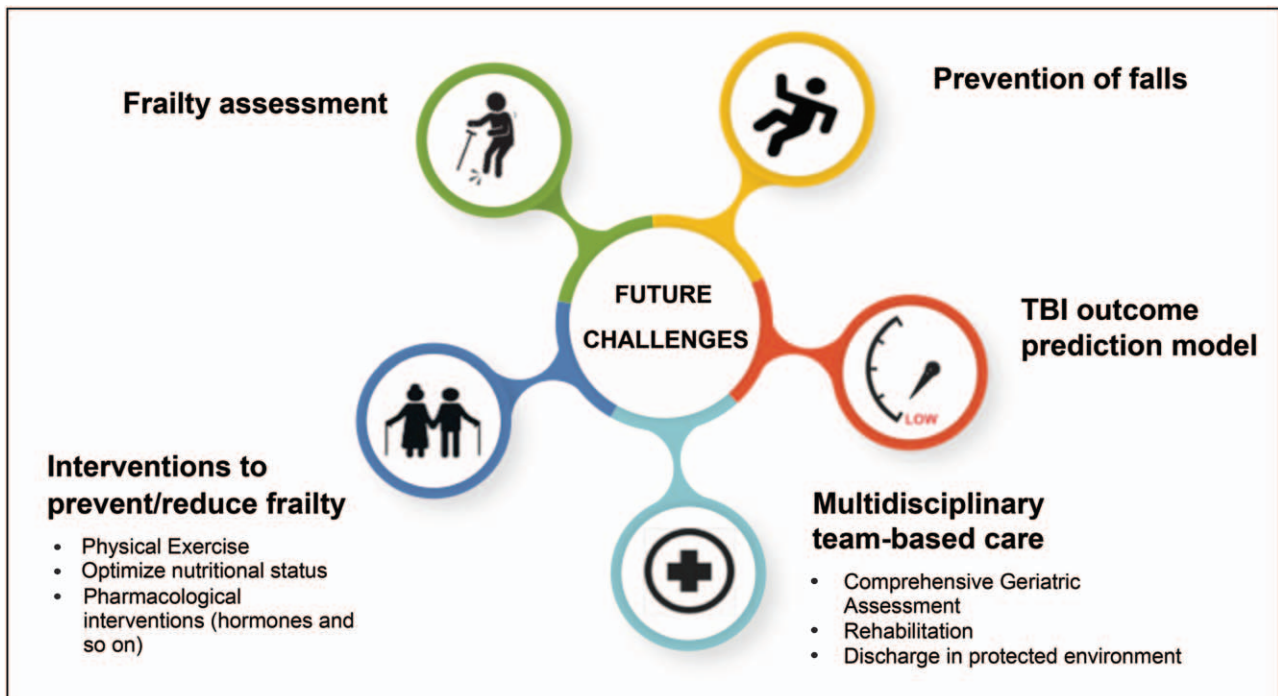 Frailty assessment
Prevention of falls
FUTURE
CHALLENGES
TBI outcome
prediction model
LOW
Interventions to
prevent/reduce frailty
• Physical Exercise
• Optimize nutritional status
• Pharmacological
interventions (hormones and
so on)
Multidisciplinary
team-based care
• Comprehensive Geriatric
Assessment
• Rehabilitation
• Discharge in protected environment